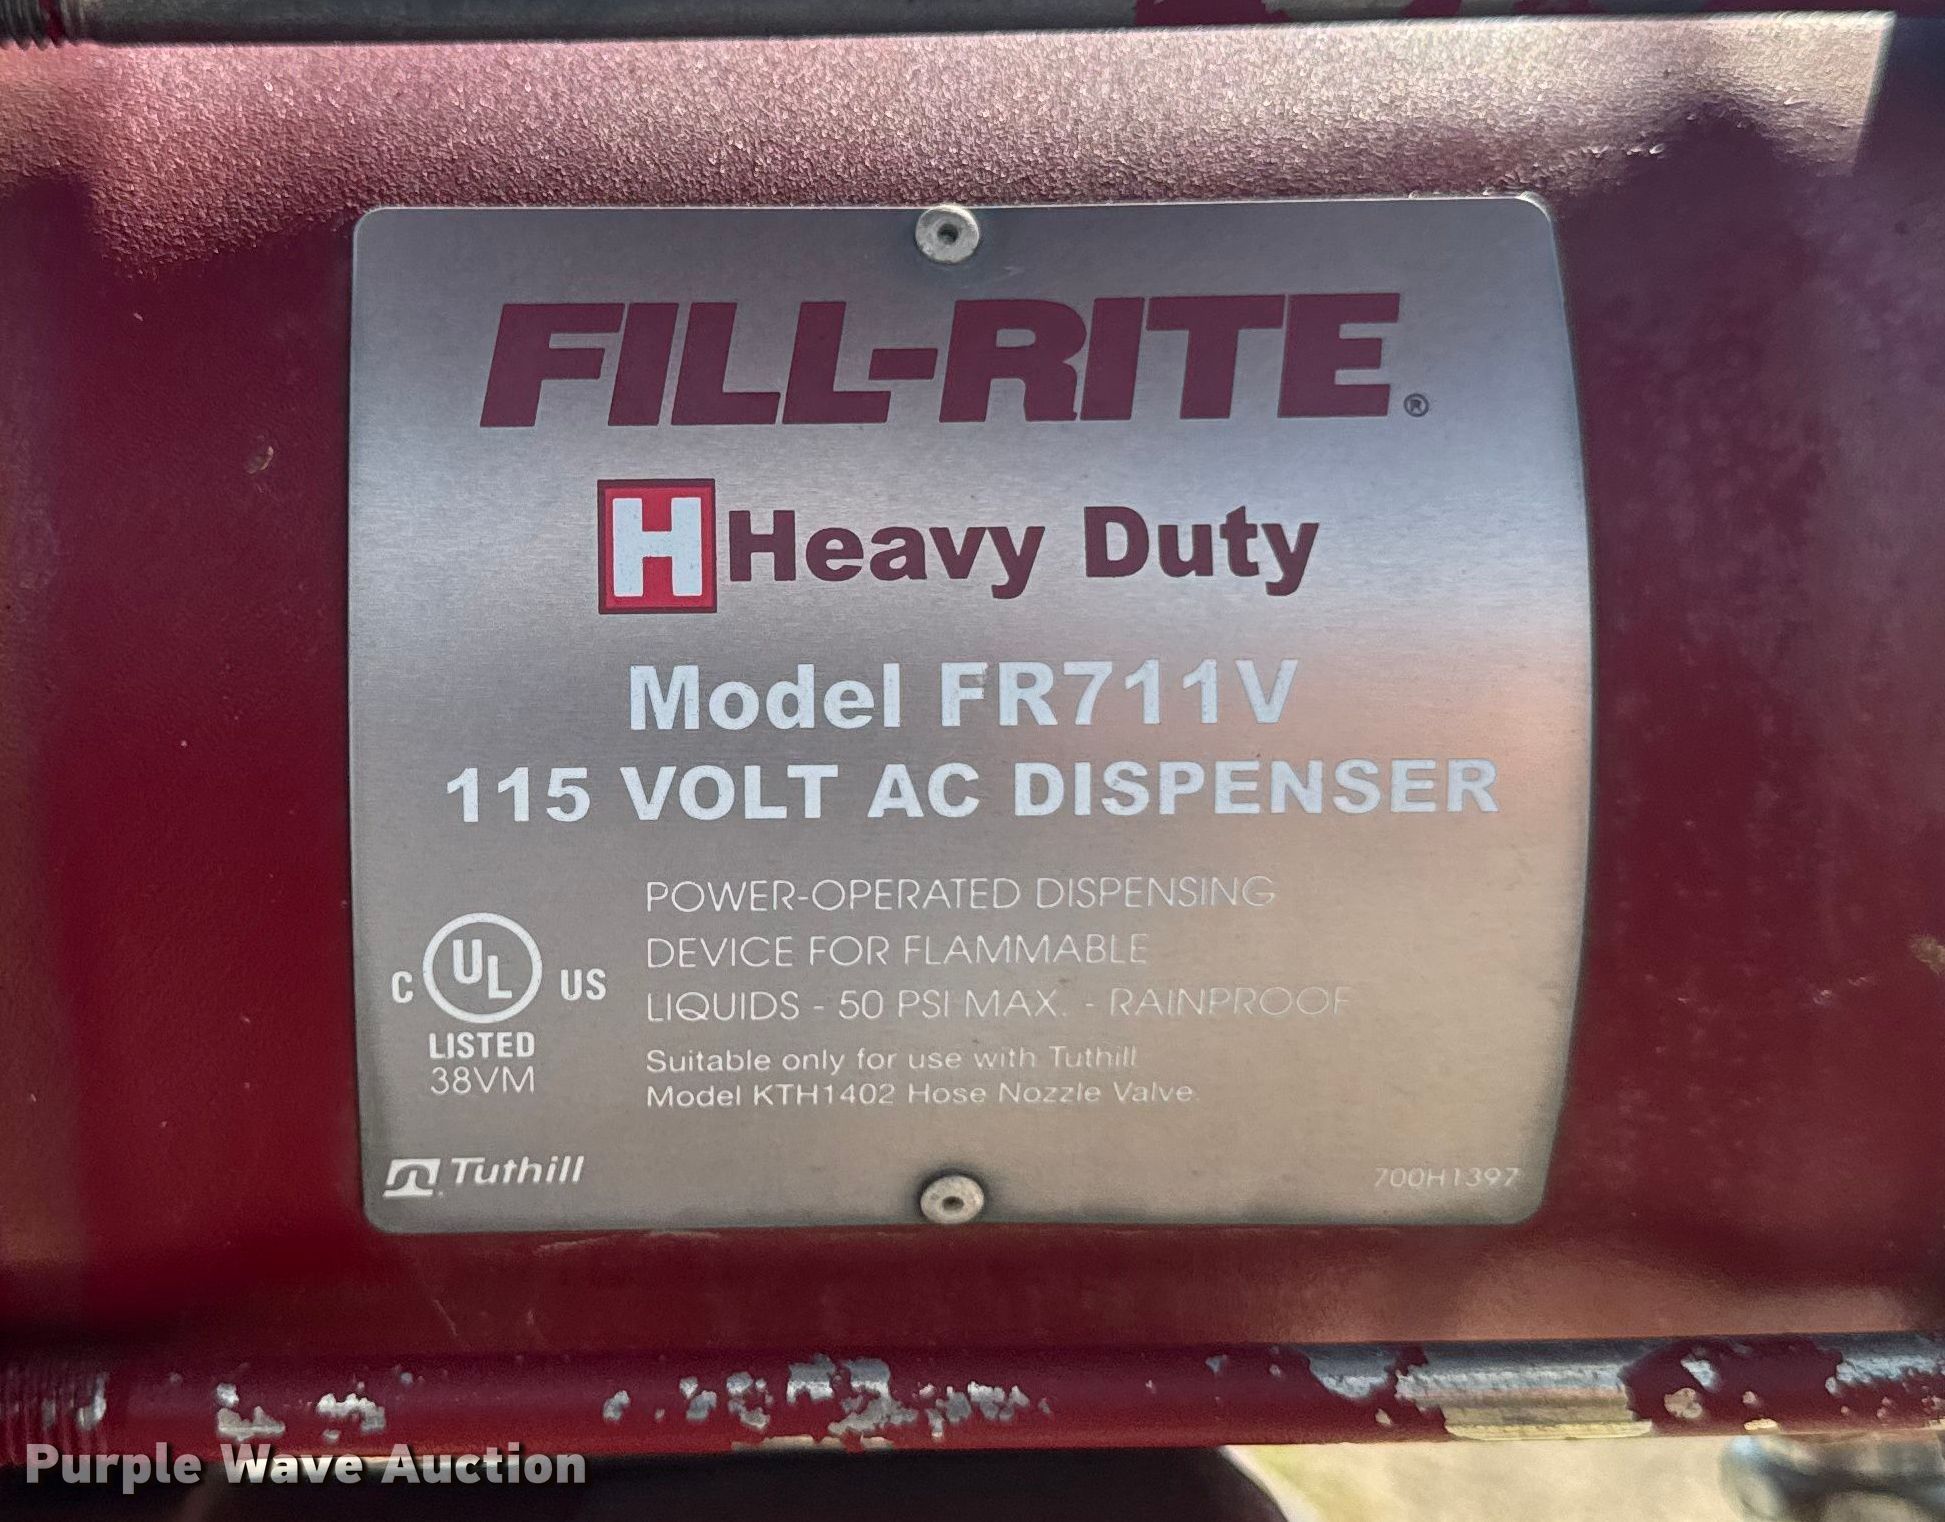 FILL-RITE®
H Heavy Duty
Model FR711V
115 VOLT AC DISPENSER
POWER-OPERATED DISPENSING
DEVICE FOR FLAMMABLE
LIQUIDS - 50 PSI MAX. - RAINPROOF
Suitable only for use with Tuthill
Model KTH1402 Hose Nozzle Valve.
C UL US
LISTED
38VM
Tuthill
700H1397
Purple Wave Auction